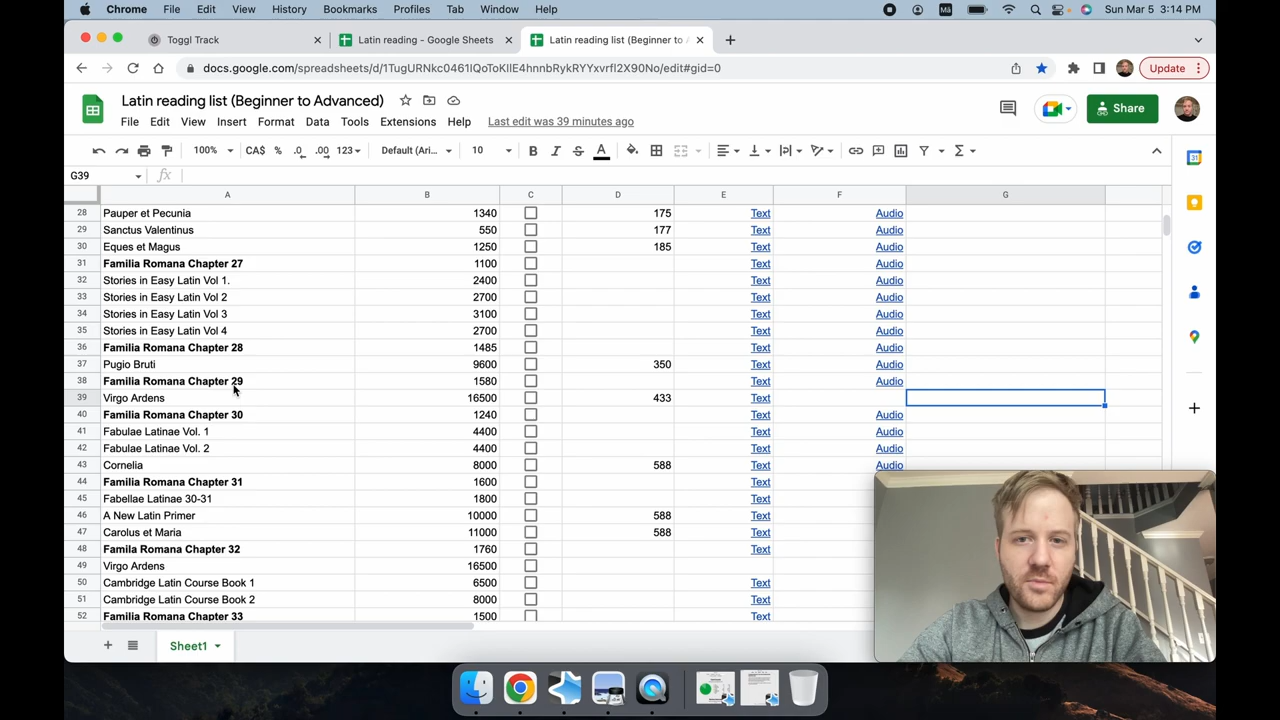 Chrome File Edit View History Bookmarks Profiles Tab Window Help Sun Mar 5 3:14 PM
Toggl Track Latin reading - Google Sheets Latin reading list (Beginner to A
docs.google.com/spreadsheets/d/1TugURNkc0461IQoToKIlE4hnnbRykRYYxvrfl2X90No/edit#gid=0 Update
Latin reading list (Beginner to Advanced)
File Edit View Insert Format Data Tools Extensions Help Last edit was 39 minutes ago Share
100% CA$ % .0 .00 123 Default (Ari... 10 B I S A
G39 fx
A B C D E F G
28 Pauper et Pecunia 1340 175 Text Audio
29 Sanctus Valentinus 550 177 Text Audio
30 Eques et Magus 1250 185 Text Audio
31 Familia Romana Chapter 27 1100 Text Audio
32 Stories in Easy Latin Vol 1. 2400 Text Audio
33 Stories in Easy Latin Vol 2 2700 Text Audio
34 Stories in Easy Latin Vol 3 3100 Text Audio
35 Stories in Easy Latin Vol 4 2700 Text Audio
36 Familia Romana Chapter 28 1485 Text Audio
37 Pugio Bruti 9600 350 Text Audio
38 Familia Romana Chapter 29 1580 Text Audio
39 Virgo Ardens 16500 433 Text
40 Familia Romana Chapter 30 1240 Text Audio
41 Fabulae Latinae Vol. 1 4400 Text Audio
42 Fabulae Latinae Vol. 2 4400 Text Audio
43 Cornelia 8000 588 Text Audio
44 Familia Romana Chapter 31 1600 Text
45 Fabellae Latinae 30-31 1800 Text
46 A New Latin Primer 10000 588 Text
47 Carolus et Maria 11000 588 Text
48 Famila Romana Chapter 32 1760 Text
49 Virgo Ardens 16500
50 Cambridge Latin Course Book 1 6500 Text
51 Cambridge Latin Course Book 2 8000 Text
52 Familia Romana Chapter 33 1500 Text
Sheet1